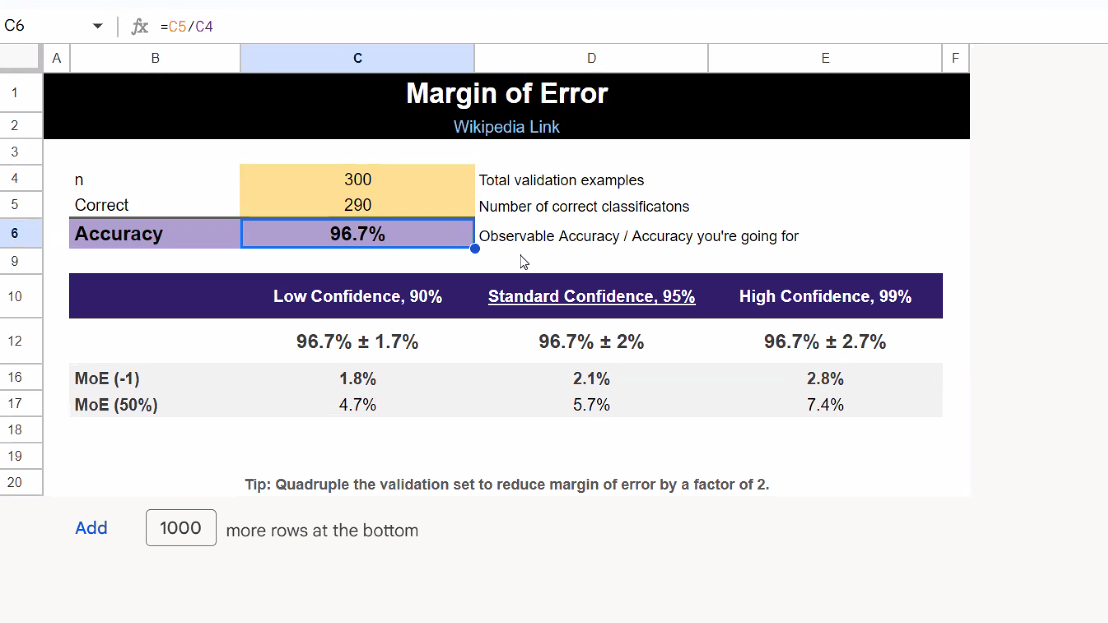 C6 fx =C5/C4
A B C D E F
1 Margin of Error
2 Wikipedia Link
3
4 n 300 Total validation examples
5 Correct 290 Number of correct classificatons
6 Accuracy 96.7% Observable Accuracy / Accuracy you're going for
9
10 Low Confidence, 90% Standard Confidence, 95% High Confidence, 99%
12 96.7% ± 1.7% 96.7% ± 2% 96.7% ± 2.7%
16 MoE (-1) 1.8% 2.1% 2.8%
17 MoE (50%) 4.7% 5.7% 7.4%
18
19
20 Tip: Quadruple the validation set to reduce margin of error by a factor of 2.
Add 1000 more rows at the bottom